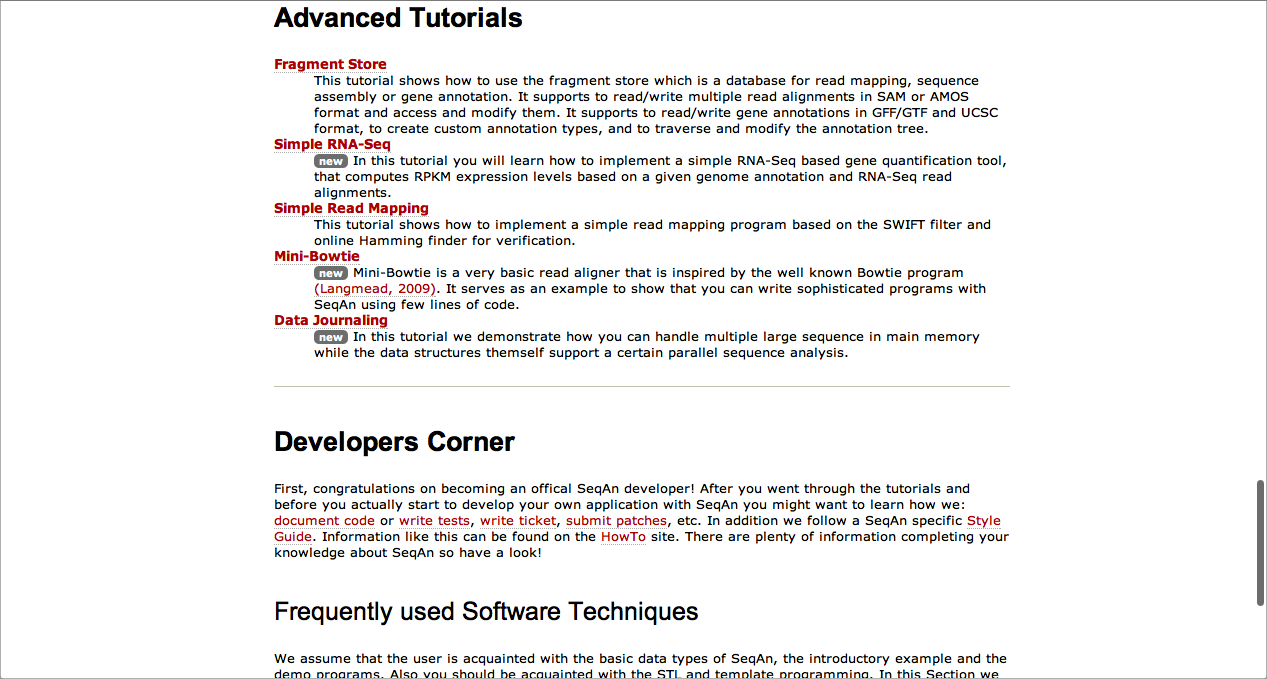 Advanced Tutorials
Fragment Store
This tutorial shows how to use the fragment store which is a database for read mapping, sequence
assembly or gene annotation. It supports to read/write multiple read alignments in SAM or AMOS
format and access and modify them. It supports to read/write gene annotations in GFF/GTF and UCSC
format, to create custom annotation types, and to traverse and modify the annotation tree.
Simple RNA-Seq
new In this tutorial you will learn how to implement a simple RNA-Seq based gene quantification tool,
that computes RPKM expression levels based on a given genome annotation and RNA-Seq read
alignments.
Simple Read Mapping
This tutorial shows how to implement a simple read mapping program based on the SWIFT filter and
online Hamming finder for verification.
Mini-Bowtie
new Mini-Bowtie is a very basic read aligner that is inspired by the well known Bowtie program
(Langmead, 2009). It serves as an example to show that you can write sophisticated programs with
SeqAn using few lines of code.
Data Journaling
new In this tutorial we demonstrate how you can handle multiple large sequence in main memory
while the data structures themself support a certain parallel sequence analysis.
Developers Corner
First, congratulations on becoming an offical SeqAn developer! After you went through the tutorials and
before you actually start to develop your own application with SeqAn you might want to learn how we:
document code or write tests, write ticket, submit patches, etc. In addition we follow a SeqAn specific Style
Guide. Information like this can be found on the HowTo site. There are plenty of information completing your
knowledge about SeqAn so have a look!
Frequently used Software Techniques
We assume that the user is acquainted with the basic data types of SeqAn, the introductory example and the
demo programs. Also you should be acquainted with the STL and template programming. In this Section we